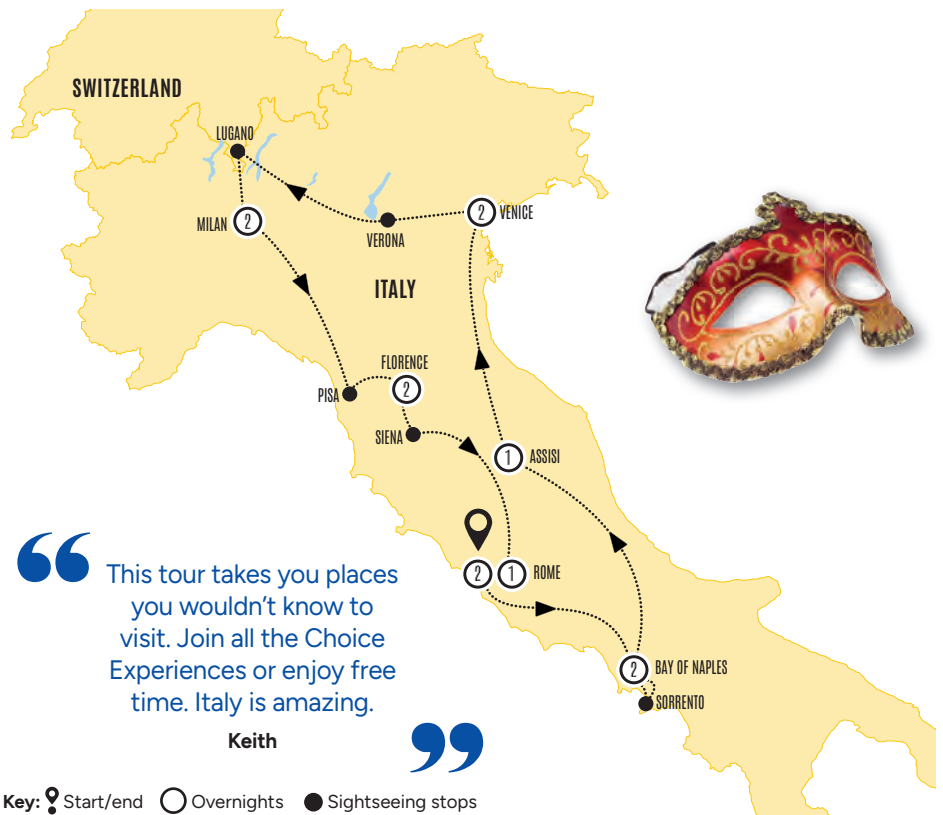 SWITZERLAND
LUGANO
MILAN 2
VERONA
2 VENICE
ITALY
FLORENCE
2
PISA
SIENA
1 ASSISI
2 1 ROME
2 BAY OF NAPLES
SORRENTO
“
This tour takes you places
you wouldn’t know to
visit. Join all the Choice
Experiences or enjoy free
time. Italy is amazing.
Keith
”
Key: Start/end Overnights Sightseeing stops